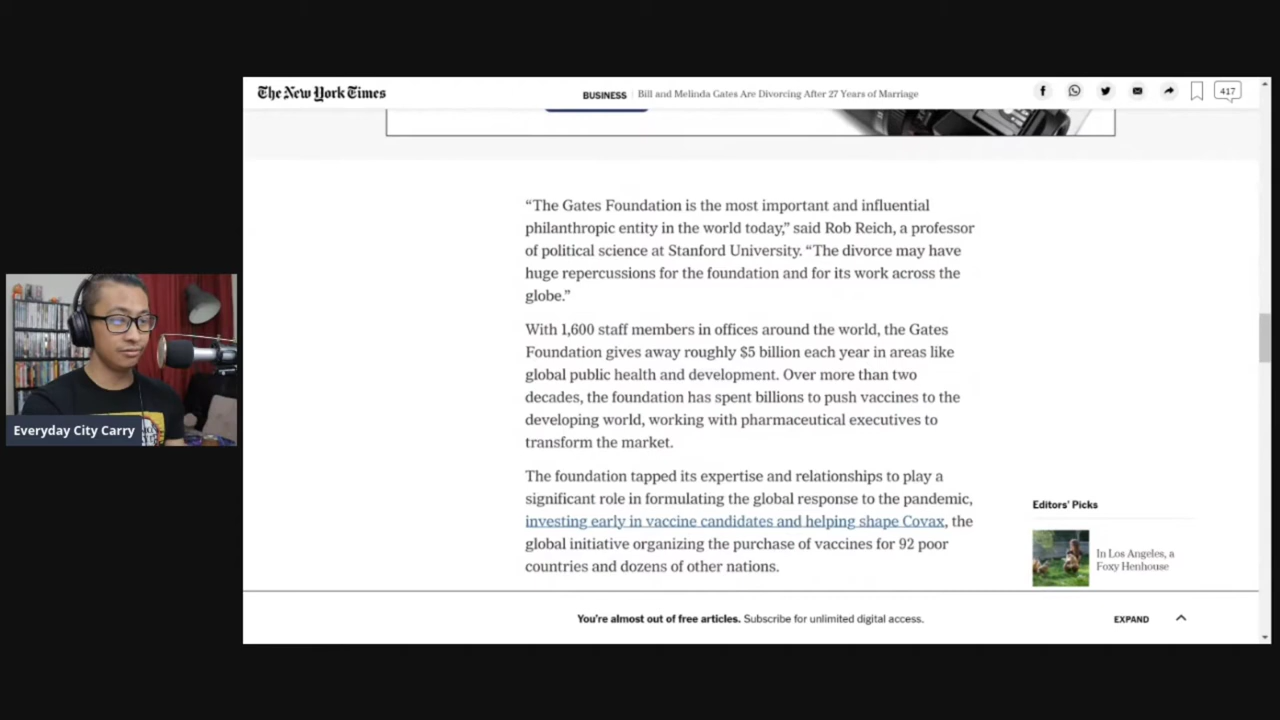 The New York Times
BUSINESS | Bill and Melinda Gates Are Divorcing After 27 Years of Marriage
417
“The Gates Foundation is the most important and influential
philanthropic entity in the world today,” said Rob Reich, a professor
of political science at Stanford University. “The divorce may have
huge repercussions for the foundation and for its work across the
globe.”
With 1,600 staff members in offices around the world, the Gates
Foundation gives away roughly $5 billion each year in areas like
global public health and development. Over more than two
decades, the foundation has spent billions to push vaccines to the
developing world, working with pharmaceutical executives to
transform the market.
The foundation tapped its expertise and relationships to play a
significant role in formulating the global response to the pandemic,
investing early in vaccine candidates and helping shape Covax, the
global initiative organizing the purchase of vaccines for 92 poor
countries and dozens of other nations.
Editors’ Picks
In Los Angeles, a
Foxy Henhouse
You’re almost out of free articles. Subscribe for unlimited digital access.
EXPAND
Everyday City Carry